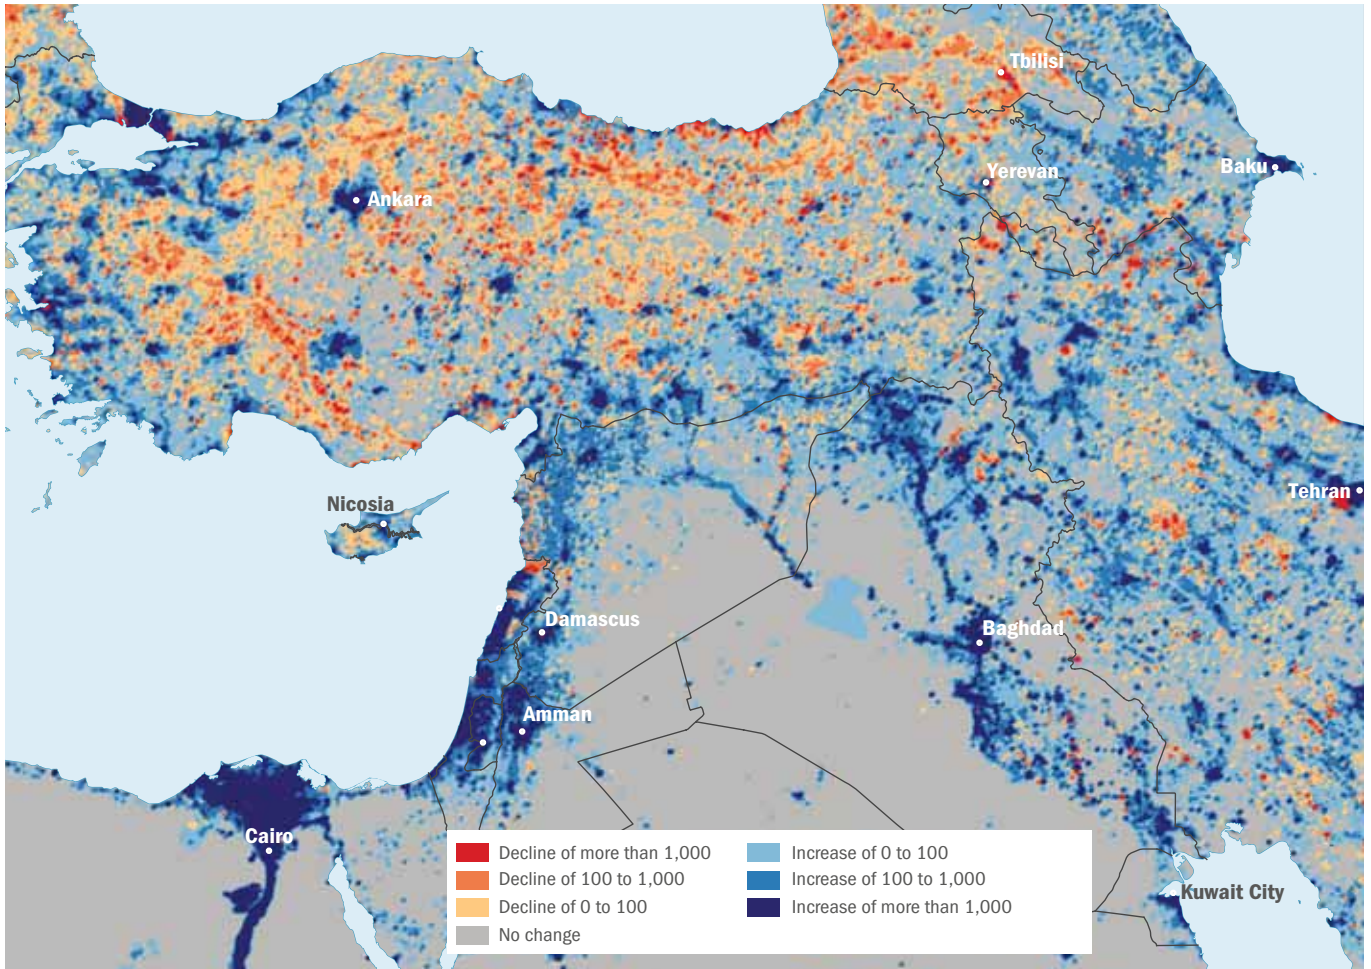 Tbilisi
Baku
Yerevan
Ankara
Tehran
Nicosia
Damascus
Baghdad
Amman
Cairo
Kuwait City
Decline of more than 1,000
Decline of 100 to 1,000
Decline of 0 to 100
No change
Increase of 0 to 100
Increase of 100 to 1,000
Increase of more than 1,000